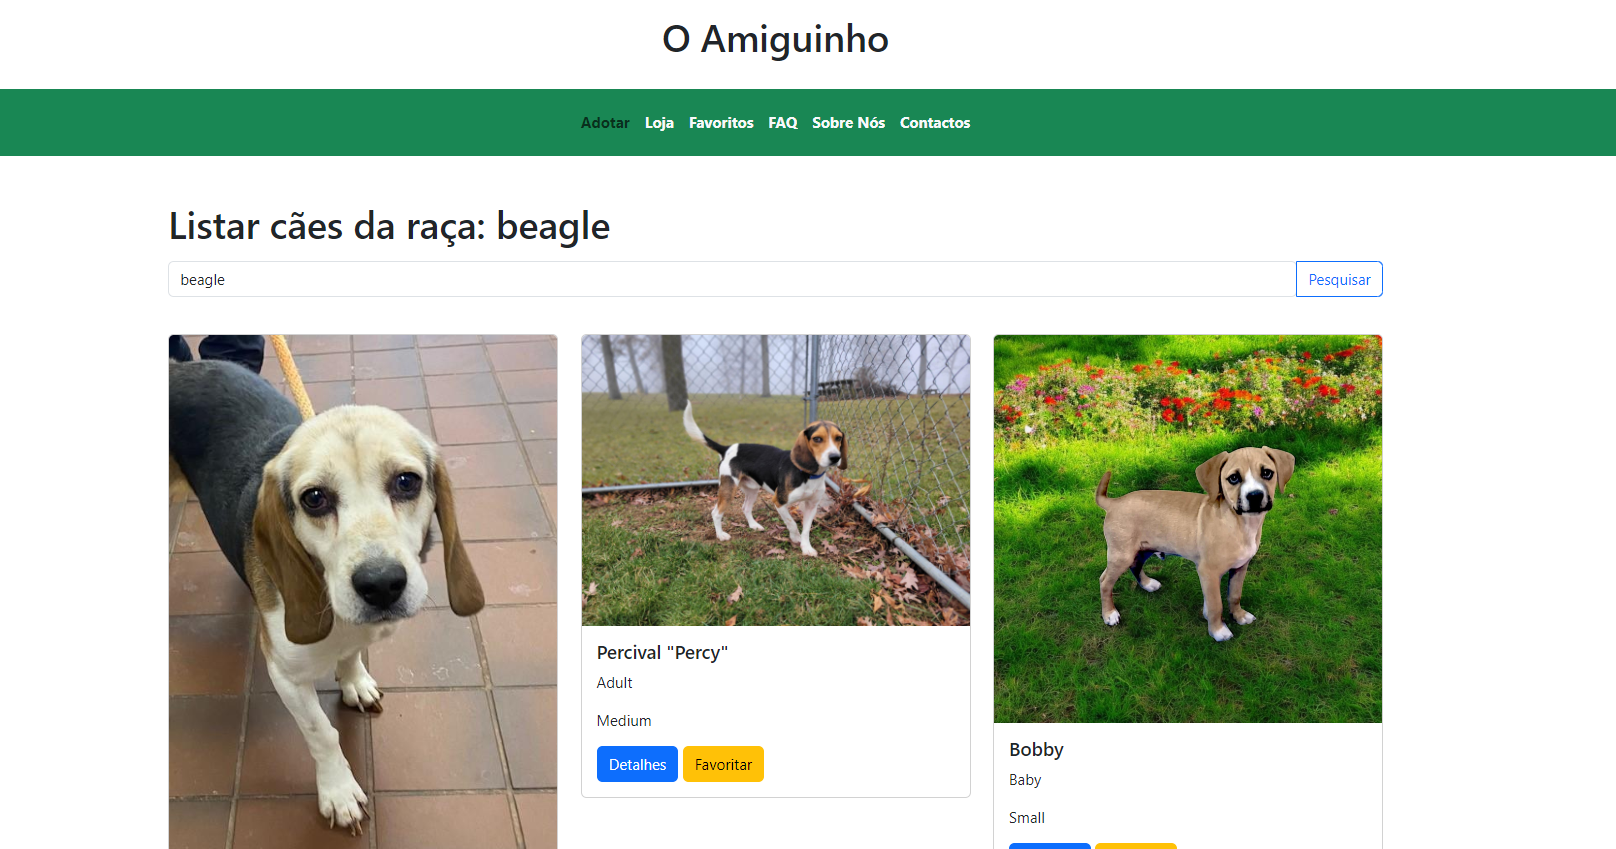 O Amiguinho
Adotar Loja Favoritos FAQ Sobre Nós Contactos
Listar cães da raça: beagle
beagle Pesquisar
Percival "Percy"
Adult
Medium
Detalhes Favoritar
Bobby
Baby
Small